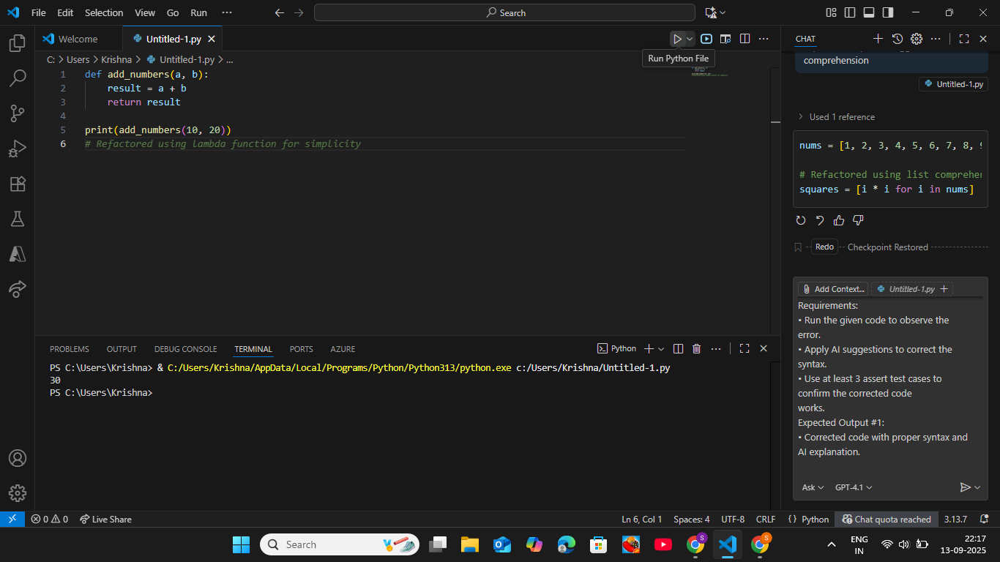 File Edit Selection View Go Run ··· Search
Welcome Untitled-1.py
Run Python File
C: > Users > Krishna > Untitled-1.py > ...
1 def add_numbers(a, b):
2 result = a + b
3 return result
4
5 print(add_numbers(10, 20))
6 # Refactored using lambda function for simplicity
PROBLEMS OUTPUT DEBUG CONSOLE TERMINAL PORTS AZURE Python
PS C:\Users\Krishna> & C:/Users/Krishna/AppData/Local/Programs/Python/Python313/python.exe c:/Users/Krishna/Untitled-1.py
30
PS C:\Users\Krishna>
CHAT
comprehension
Untitled-1.py
Used 1 reference
nums = [1, 2, 3, 4, 5, 6, 7, 8, 9
# Refactored using list comprehen
squares = [i * i for i in nums]
Redo Checkpoint Restored
Add Context... Untitled-1.py
Requirements:
• Run the given code to observe the
error.
• Apply AI suggestions to correct the
syntax.
• Use at least 3 assert test cases to
confirm the corrected code
works.
Expected Output #1:
• Corrected code with proper syntax and
AI explanation.
Ask GPT-4.1
0 0 Live Share Ln 6, Col 1 Spaces: 4 UTF-8 CRLF {} Python Chat quota reached 3.13.7
Search
S
S
ENG
IN
22:17
13-09-2025